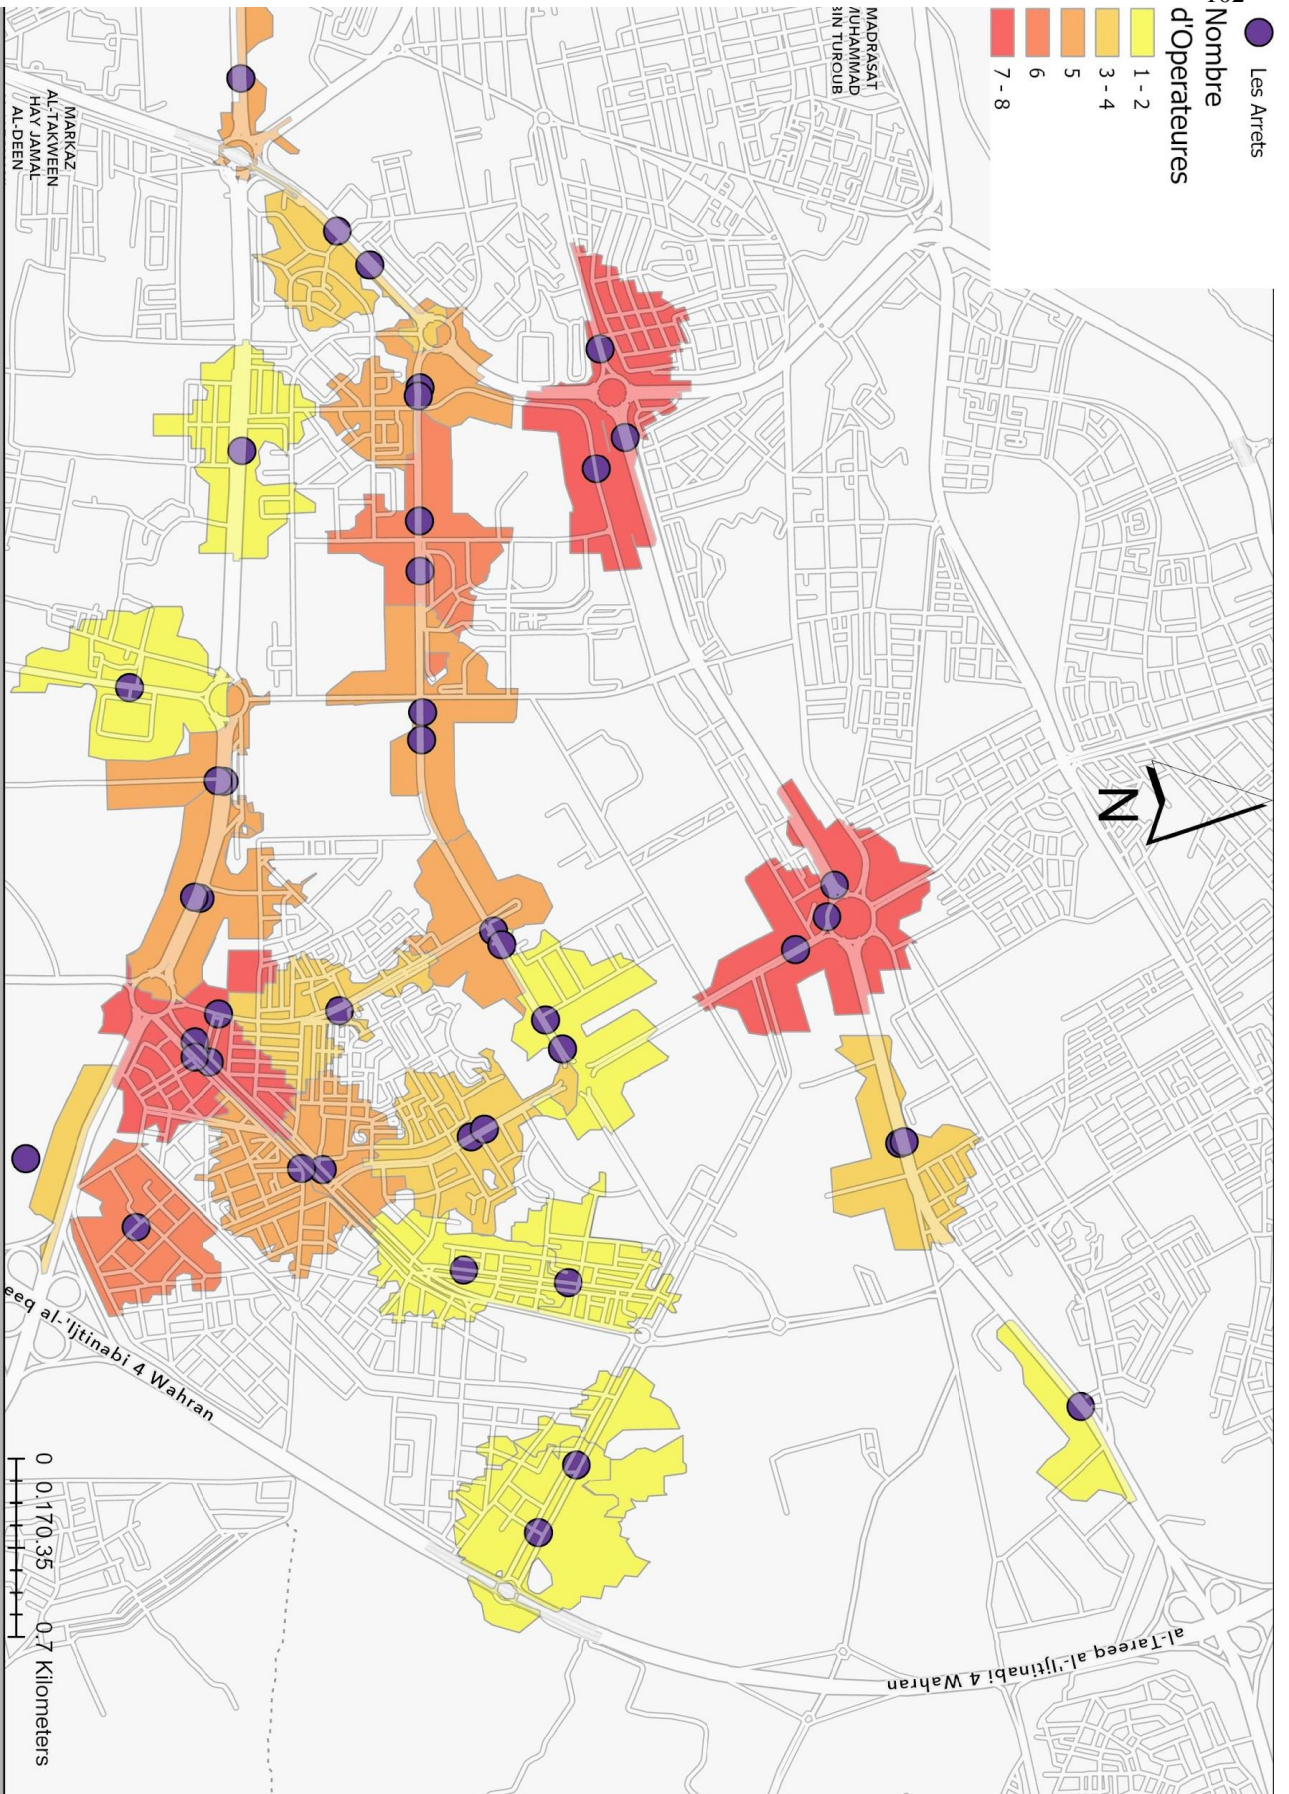 Les Arrets
Nombre
d'Operateures
1 - 2
3 - 4
5
6
7 - 8
MADRASAT
MUHAMMAD
BIN TUROUB
MARKAZ
AL-TAKWEEN
HAY JAMAL
AL-DEEN
N
eeq al-'Ijtinabi 4 Wahran
al-Tareeq al-'Ijtinabi 4 Wahran
0 0.170.35 0.7 Kilometers